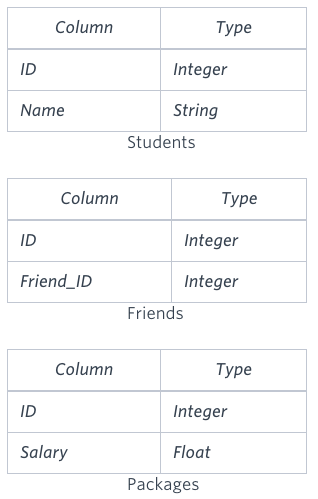 Column Type
ID Integer
Name String
Students
Column Type
ID Integer
Friend_ID Integer
Friends
Column Type
ID Integer
Salary Float
Packages